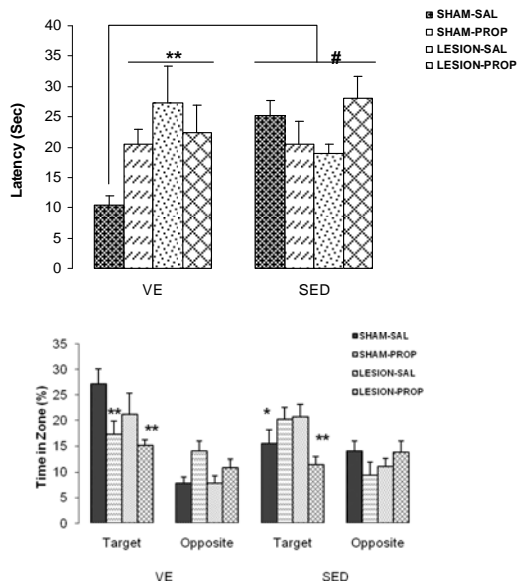 SHAM-SAL
SHAM-PROP
LESION-SAL
LESION-PROP
** #
Latency (Sec)
40
35
30
25
20
15
10
5
0
VE SED
SHAM-SAL
SHAM-PROP
LESION-SAL
LESION-PROP
Time in Zone (%)
35
30
25
20
15
10
5
0
** ** * **
Target Opposite Target Opposite
VE SED